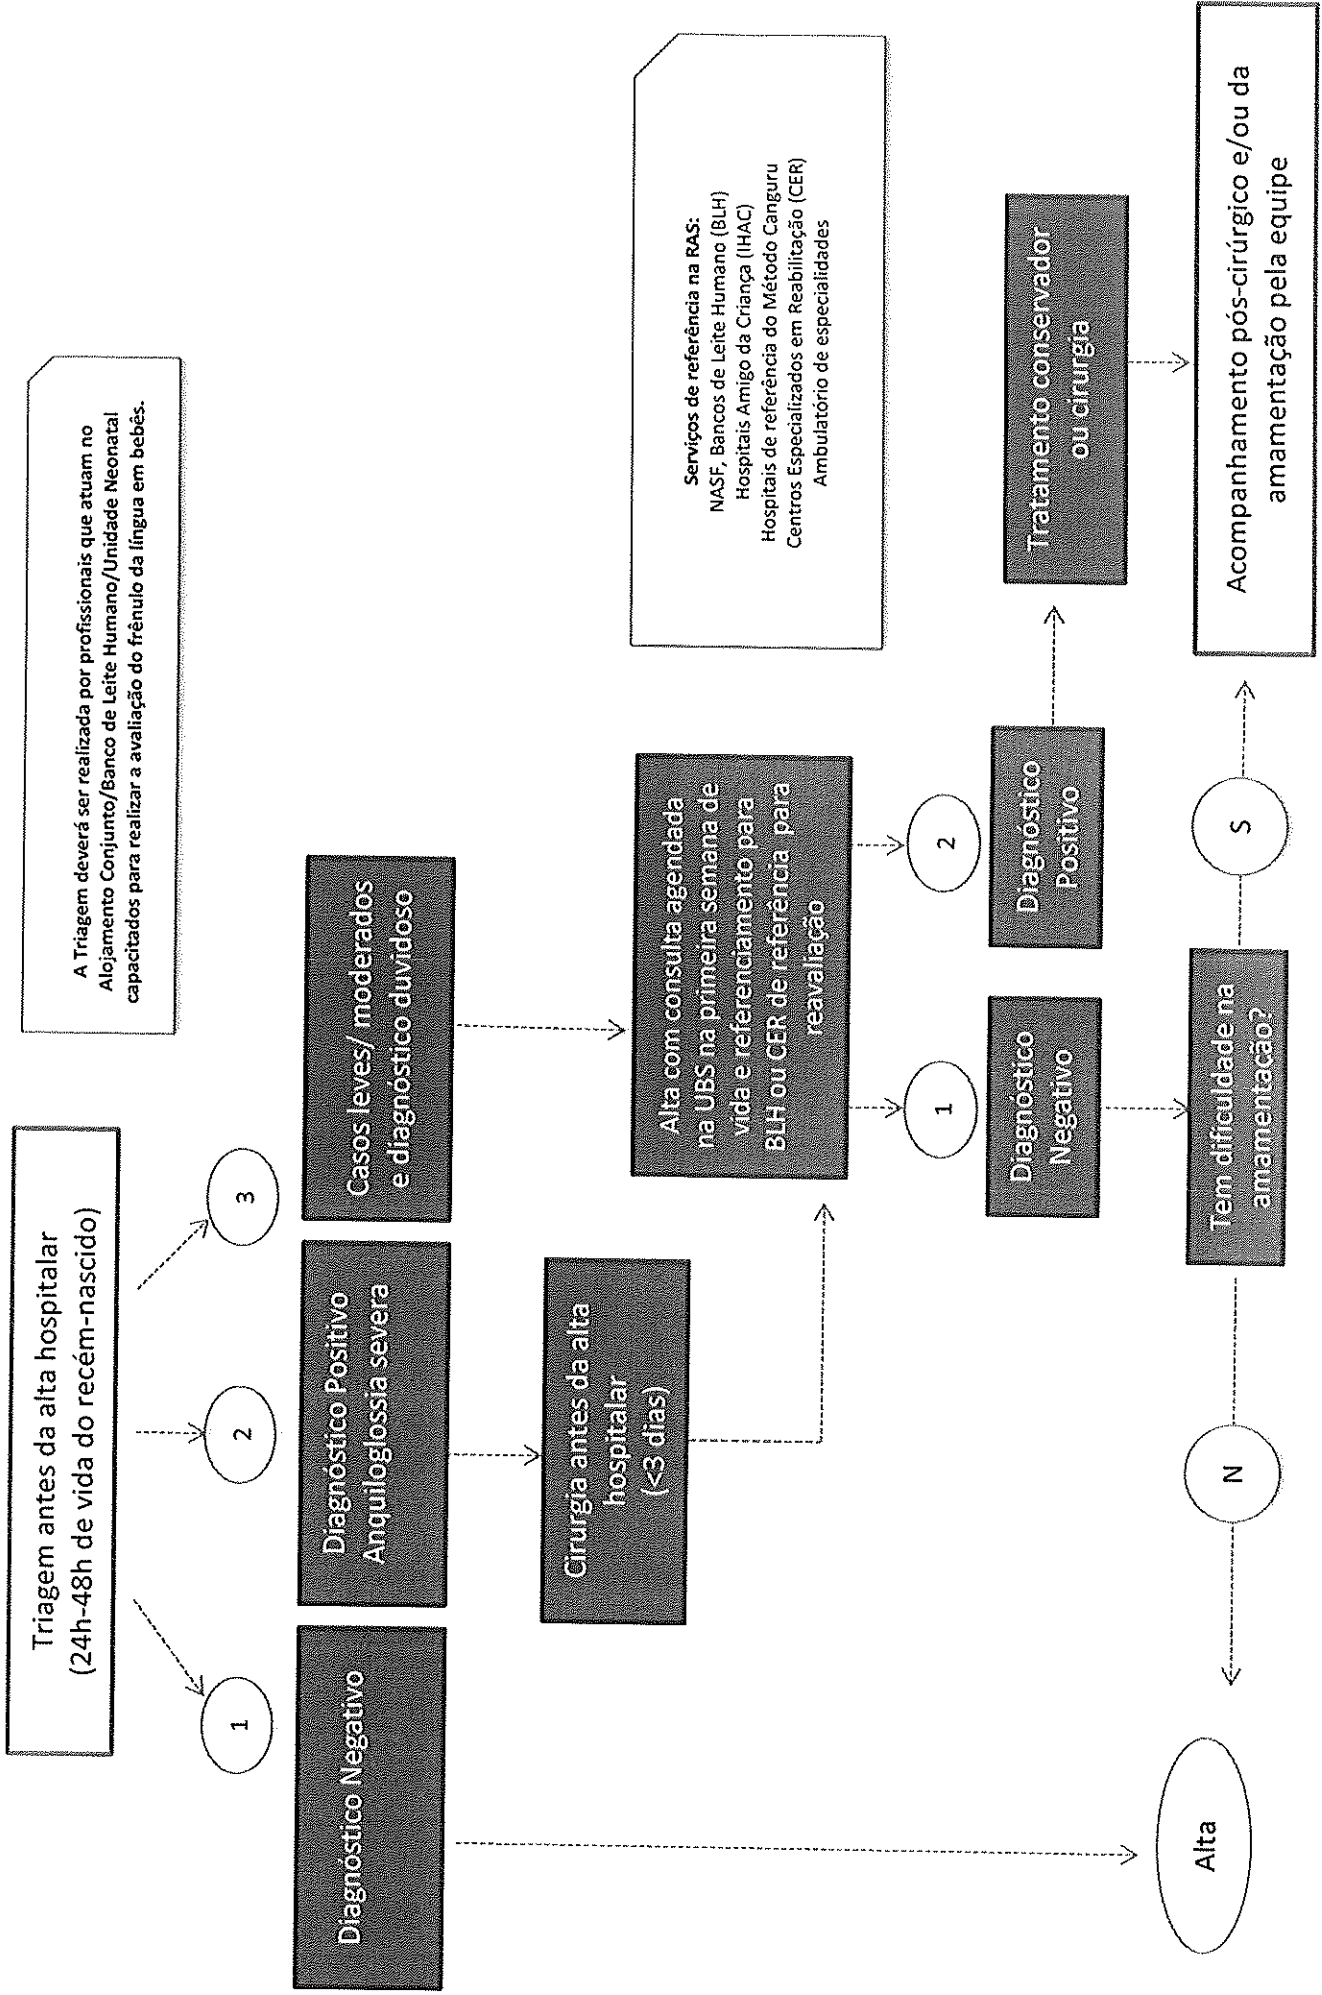 Triagem antes da alta hospitalar
(24h-48h de vida do recém-nascido)
A Triagem deverá ser realizada por profissionais que atuam no
Alojamento Conjunto/Banco de Leite Humano/Unidade Neonatal
capacitados para realizar a avaliação do frênulo da língua em bebês.
1
2
3
Diagnóstico Negativo
Diagnóstico Positivo
Anquiloglossia severa
Casos leves/ moderados
e diagnóstico duvidoso
Cirurgia antes da alta
hospitalar
(<3 dias)
Alta com consulta agendada
na UBS na primeira semana de
vida e referenciamento para
BLH ou CER de referência para
reavaliação
Serviços de referência na RAS:
NASF, Bancos de Leite Humano (BLH)
Hospitais Amigo da Criança (IHAC)
Hospitais de referência do Método Canguru
Centros Especializados em Reabilitação (CER)
Ambulatório de especialidades
1
2
Diagnóstico
Negativo
Diagnóstico
Positivo
Tratamento conservador
ou cirurgia
Alta
N
Tem dificuldade na
amamentação?
S
Acompanhamento pós-cirúrgico e/ou da
amamentação pela equipe